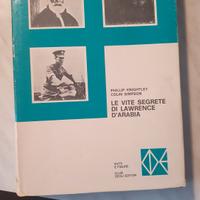 PHILLIP KNIGHTLEY
COLIN SIMPSON
LE VITE SEGRETE
DI LAWRENCE
D'ARABIA
FATTI
E FIGURE
CLUB
DEGLI EDITORI